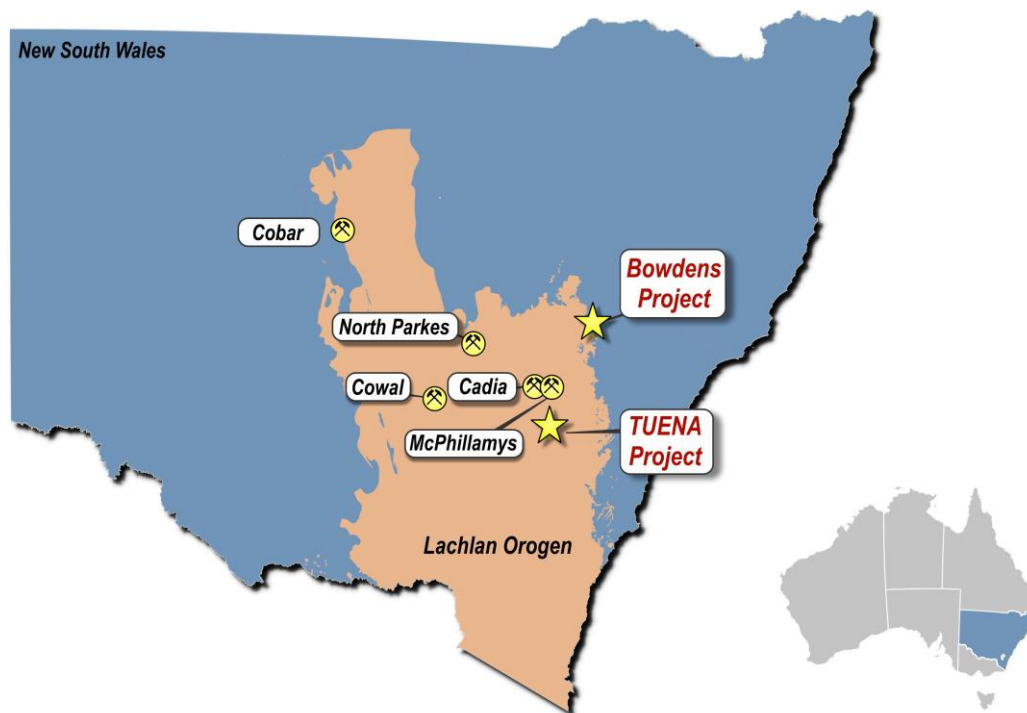 New South Wales
Cobar
Bowdens
Project
North Parkes
Cowal
Cadia
McPhillamys
TUENA
Project
Lachlan Orogen